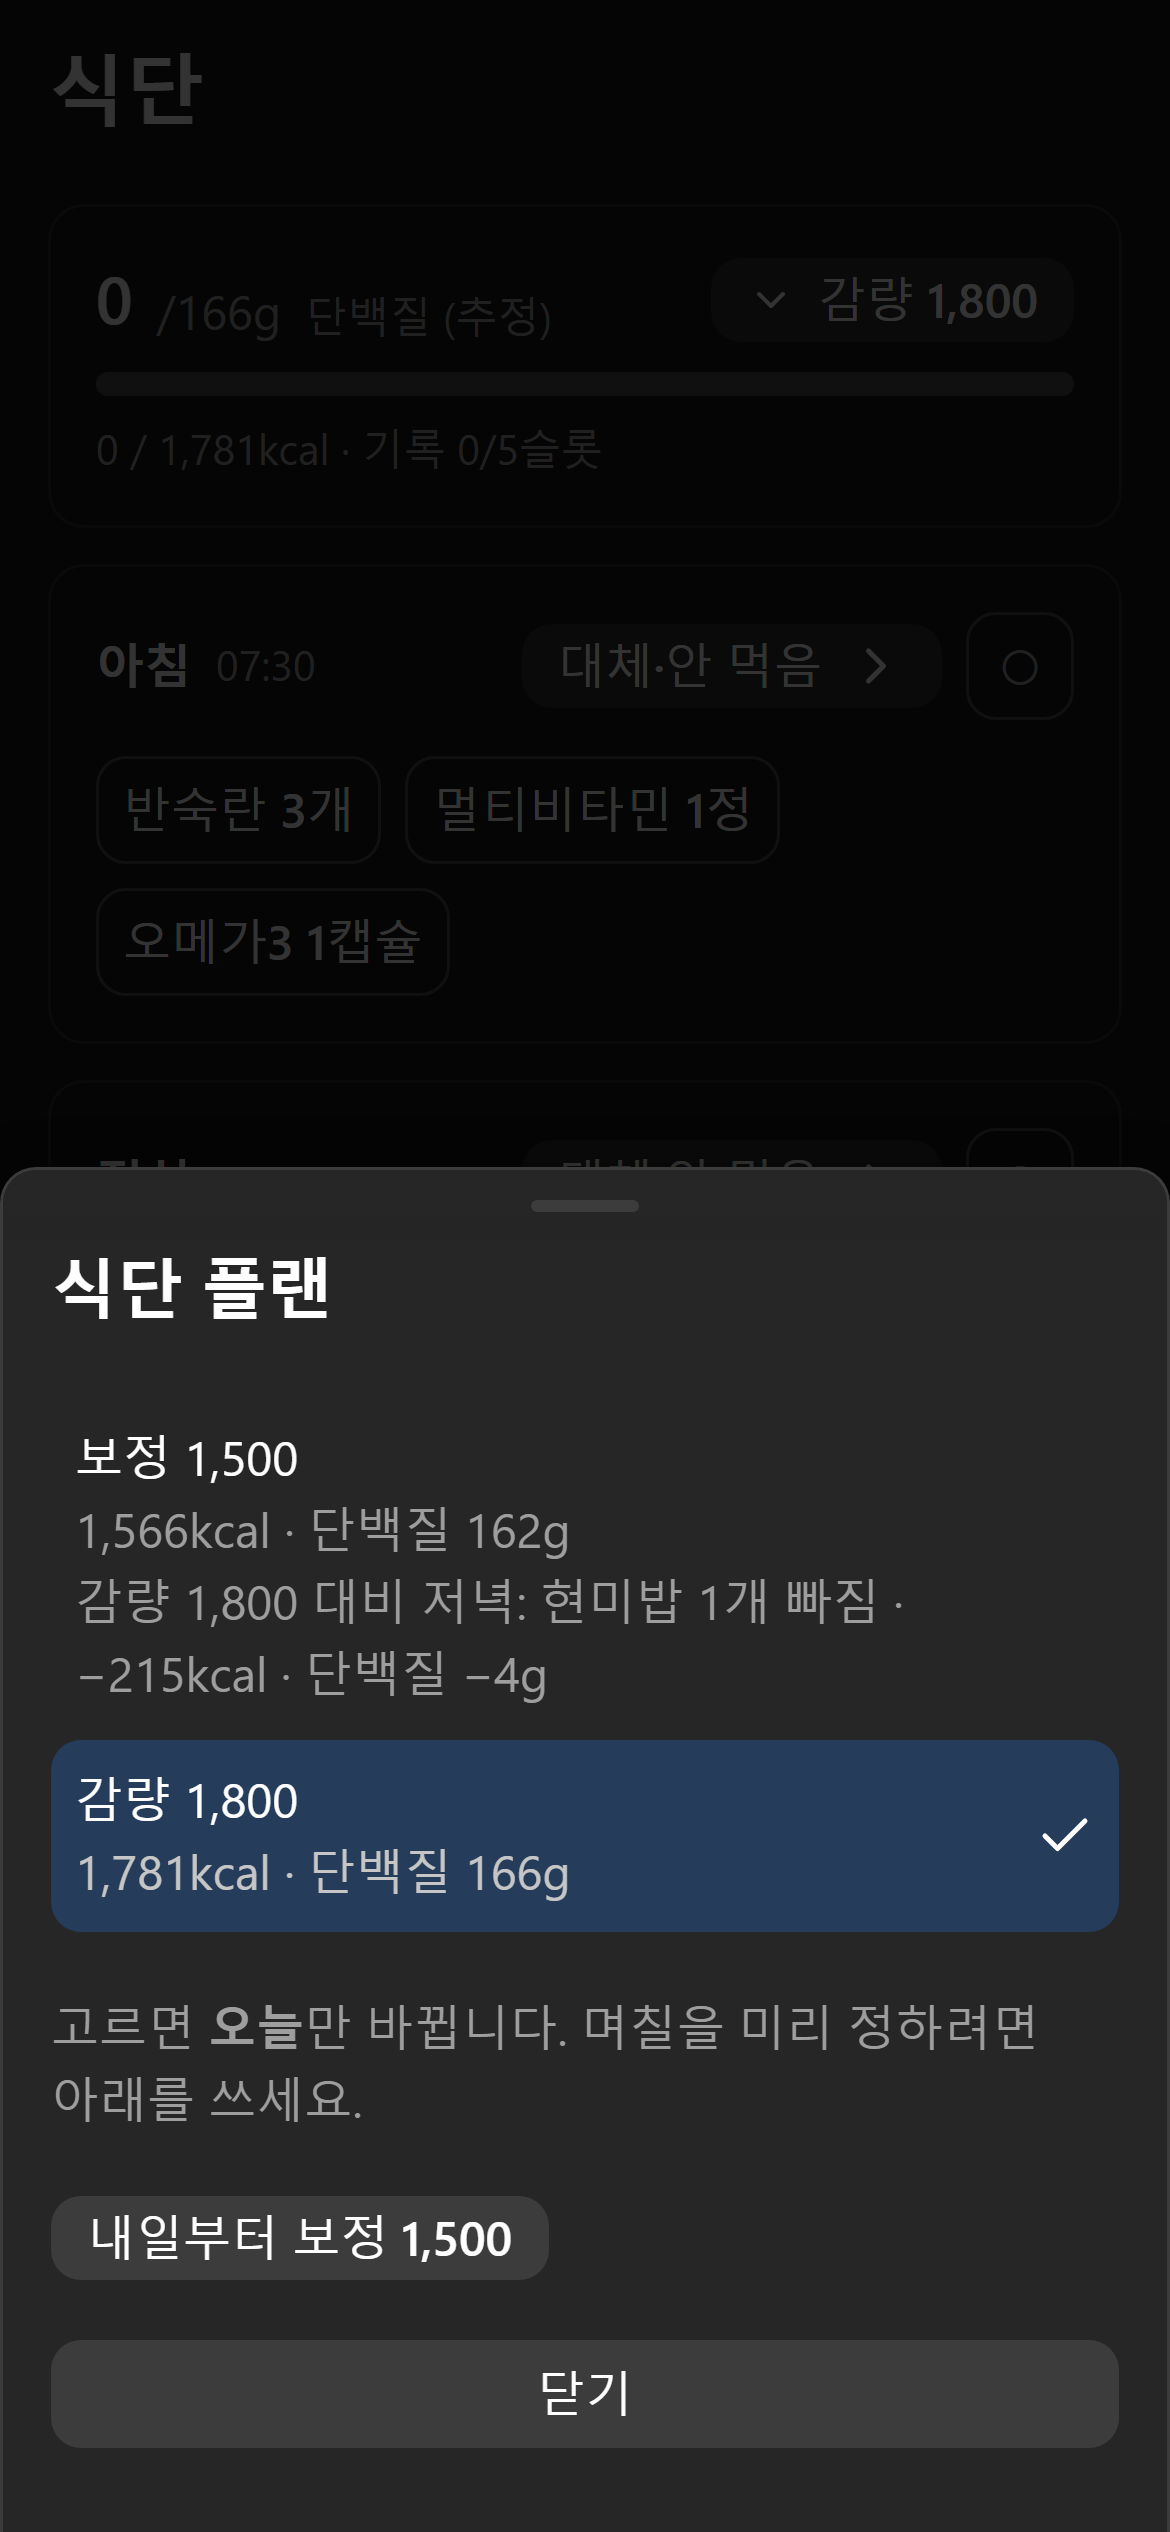 식단
0 /166g 단백질 (추정)
감량 1,800
0 / 1,781kcal · 기록 0/5슬롯
아침 07:30
대체·안 먹음
반숙란 3개
멀티비타민 1정
오메가3 1캡슐
식단 플랜
보정 1,500
1,566kcal · 단백질 162g
감량 1,800 대비 저녁: 현미밥 1개 빠짐 ·
−215kcal · 단백질 −4g
감량 1,800
1,781kcal · 단백질 166g
고르면 오늘만 바뀝니다. 며칠을 미리 정하려면
아래를 쓰세요.
내일부터 보정 1,500
닫기